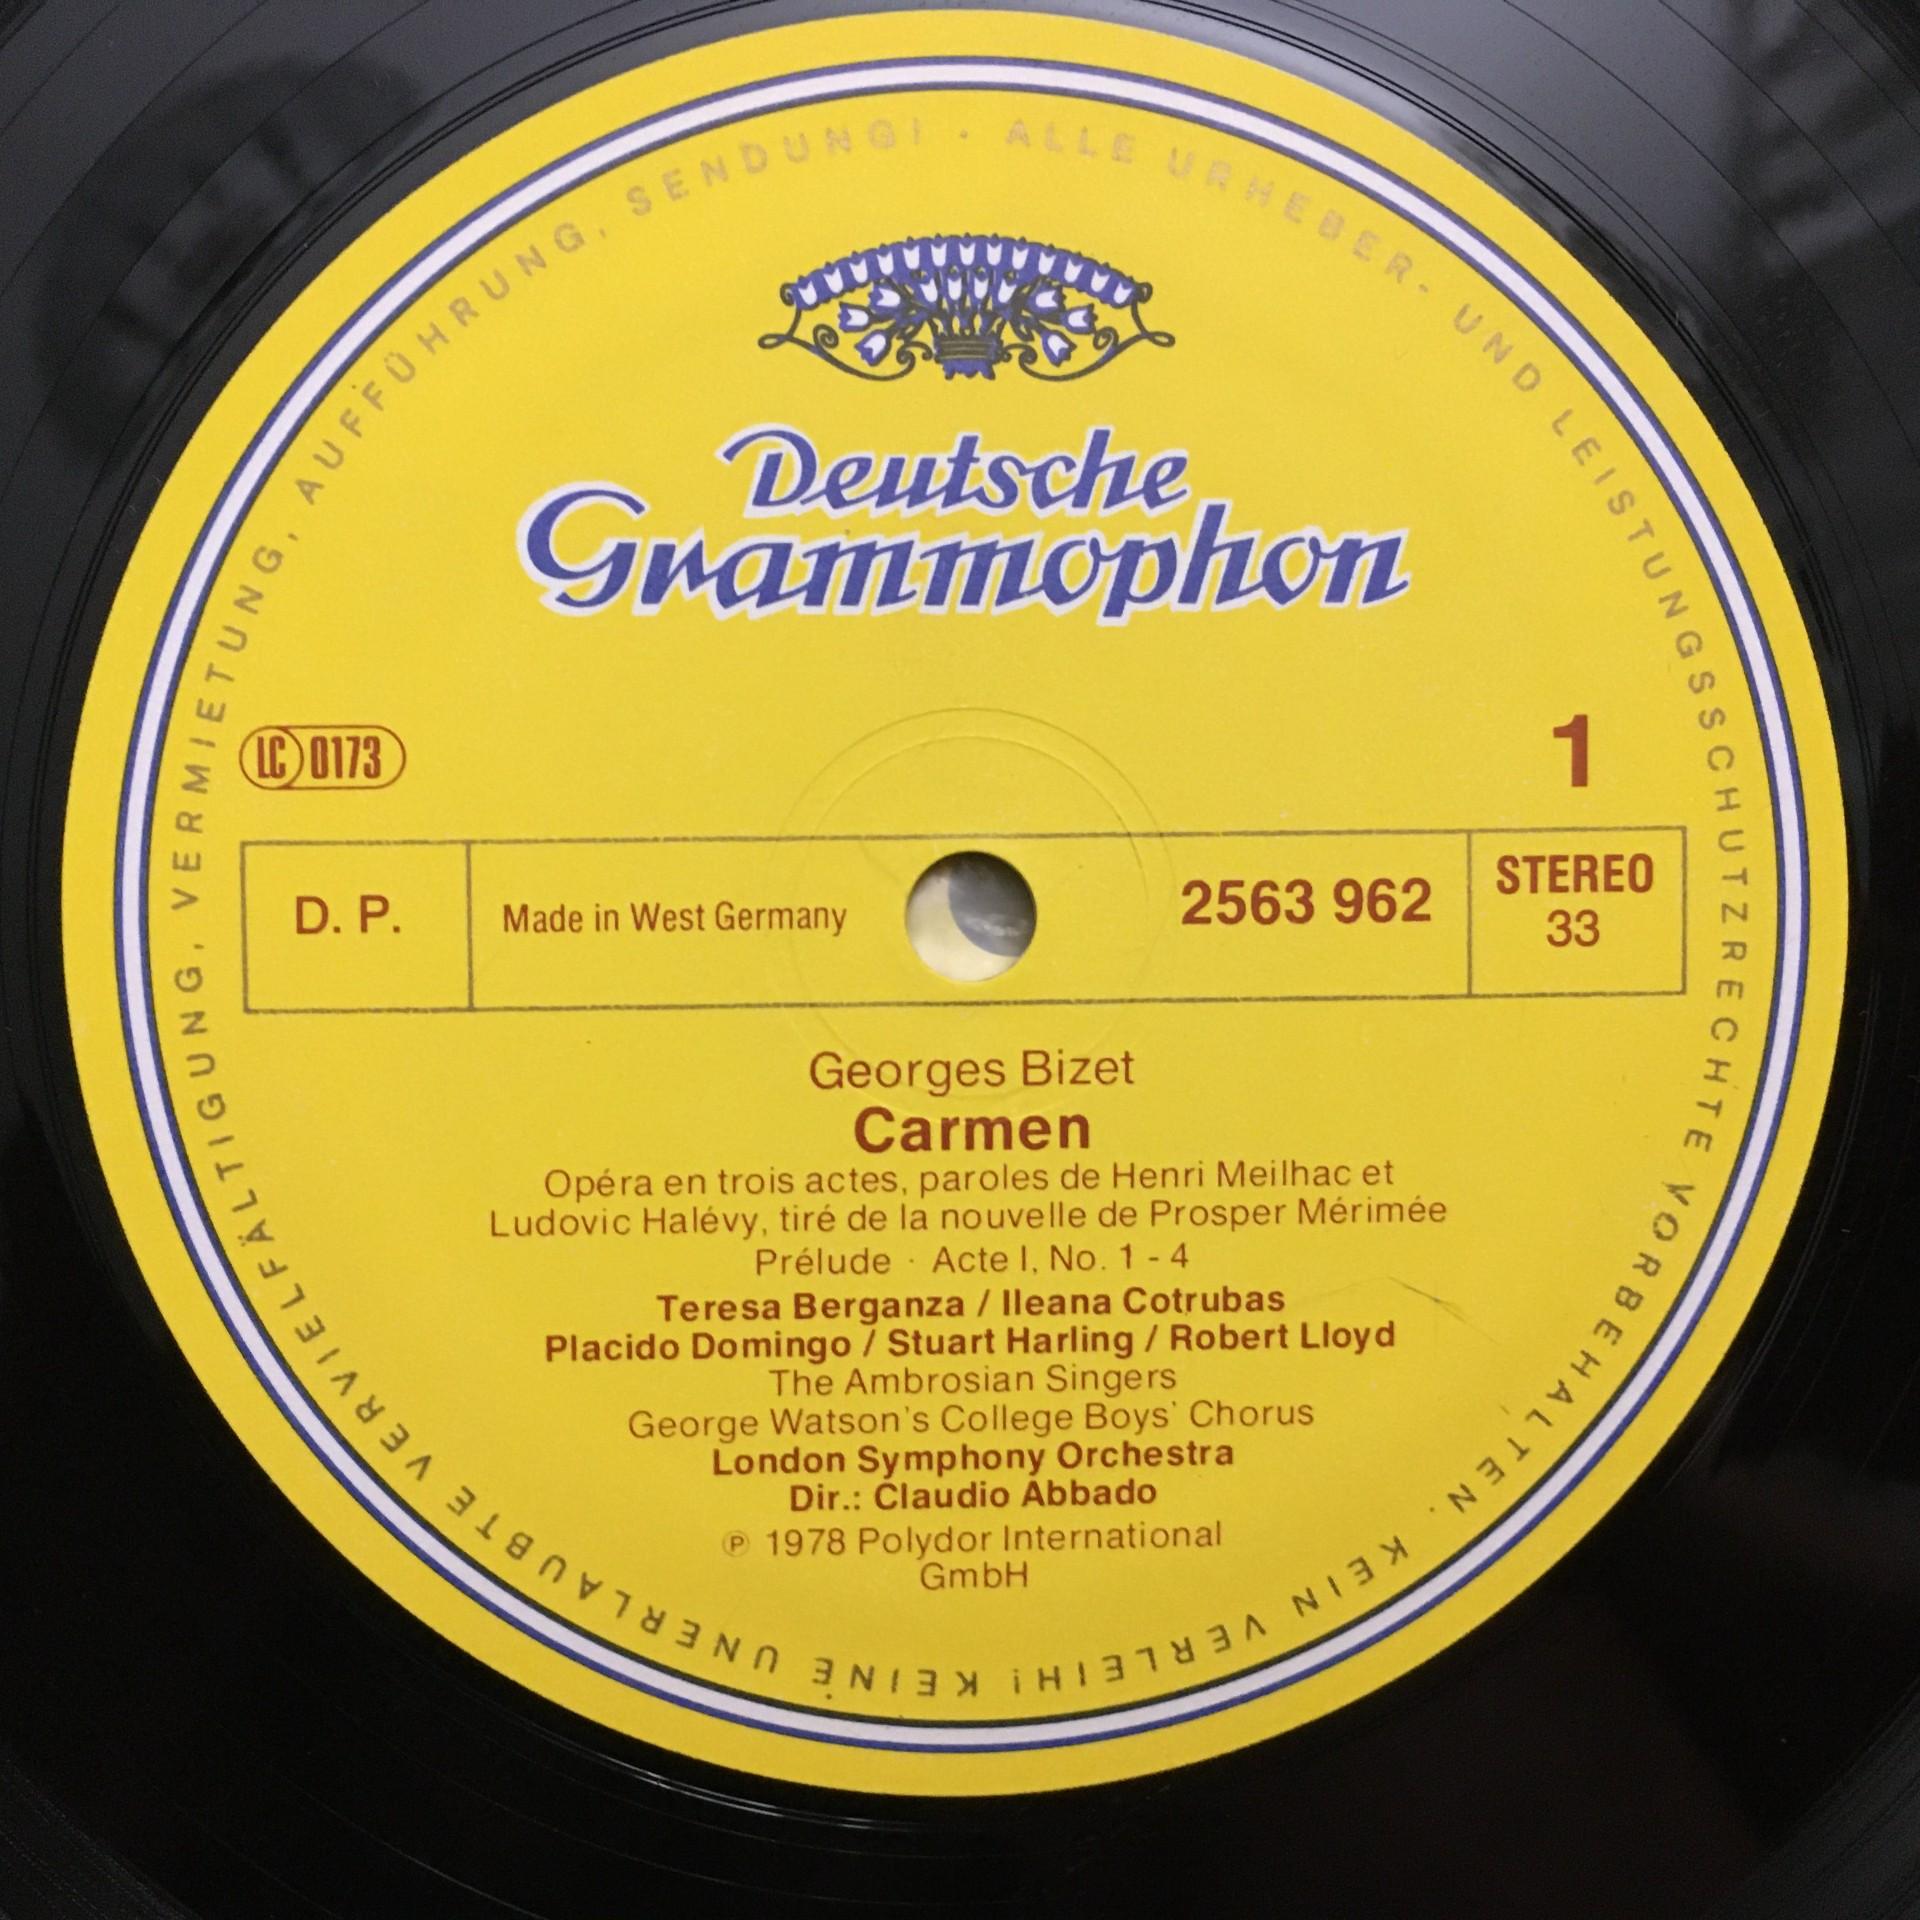 ALLE URHEBER- UND LEISTUNGSSCHUTZRECHTE VORBEHALTEN. KEIN VERLEIH! KEINE UNERLAUBTE VERVIELFÄLTIGUNG, VERMIETUNG, AUFFÜHRUNG, SENDUNG! ·
Deutsche
Grammophon
LC 0173
1
D. P.
Made in West Germany
2563 962
STEREO
33
Georges Bizet
Carmen
Opéra en trois actes, paroles de Henri Meilhac et
Ludovic Halévy, tiré de la nouvelle de Prosper Mérimée
Prélude · Acte I, No. 1 - 4
Teresa Berganza / Ileana Cotrubas
Placido Domingo / Stuart Harling / Robert Lloyd
The Ambrosian Singers
George Watson's College Boys' Chorus
London Symphony Orchestra
Dir.: Claudio Abbado
℗ 1978 Polydor International
GmbH